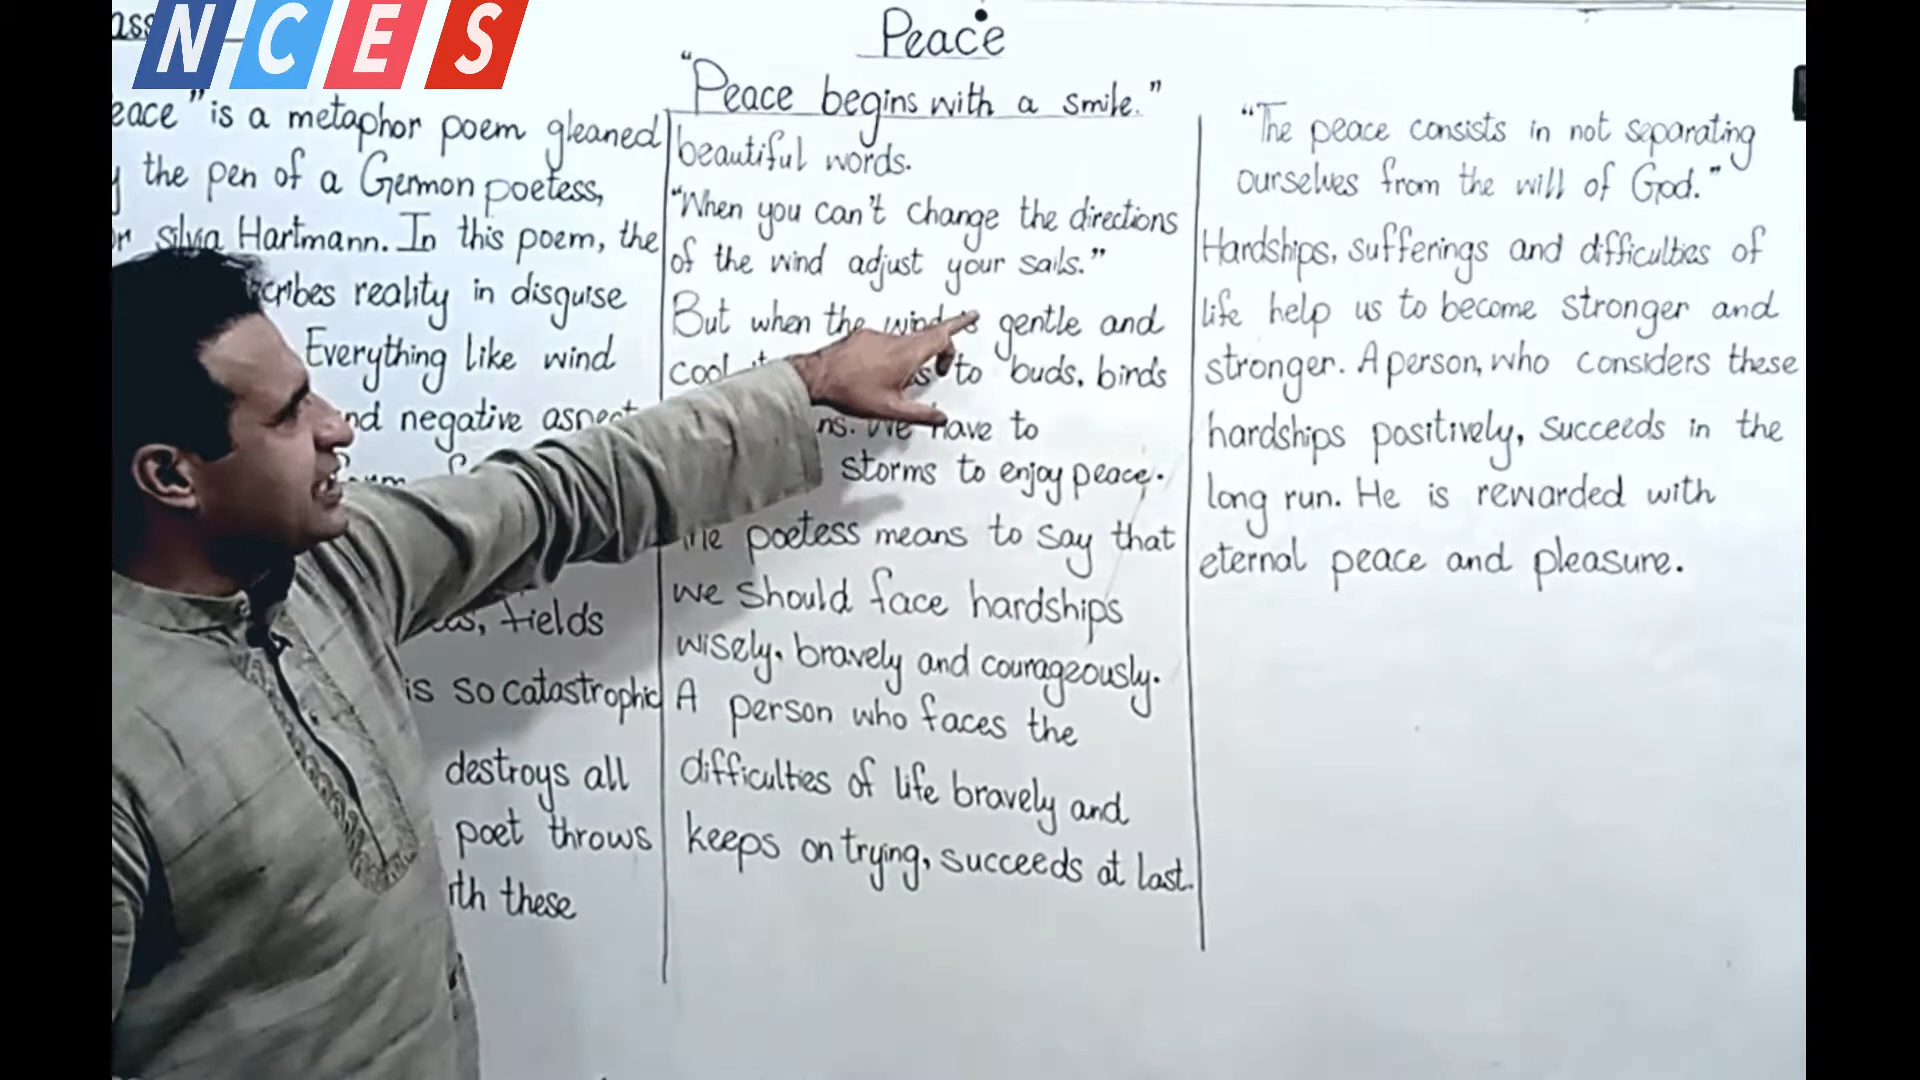 NCES
Peace
"Peace begins with a smile."
is a metaphor poem gleaned
the pen of a Germon poetess,
Silvia Hartmann. In this poem, the
reality in disguise
Everything like wind
negative
fields
is so catastrophic
destroys all
poet throws
these
beautiful words.
"When you can't change the directions
of the wind adjust your sails."
But when the wind is gentle and
cool to buds, birds
We have to
storms to enjoy peace.
The poetess means to say that
we should face hardships
wisely, bravely and courageously.
A person who faces the
difficulties of life bravely and
keeps on trying, succeeds at last.
"The peace consists in not separating
ourselves from the will of God."
Hardships, sufferings and difficulties of
life help us to become stronger and
stronger. A person, who considers these
hardships positively, succeeds in the
long run. He is rewarded with
eternal peace and pleasure.